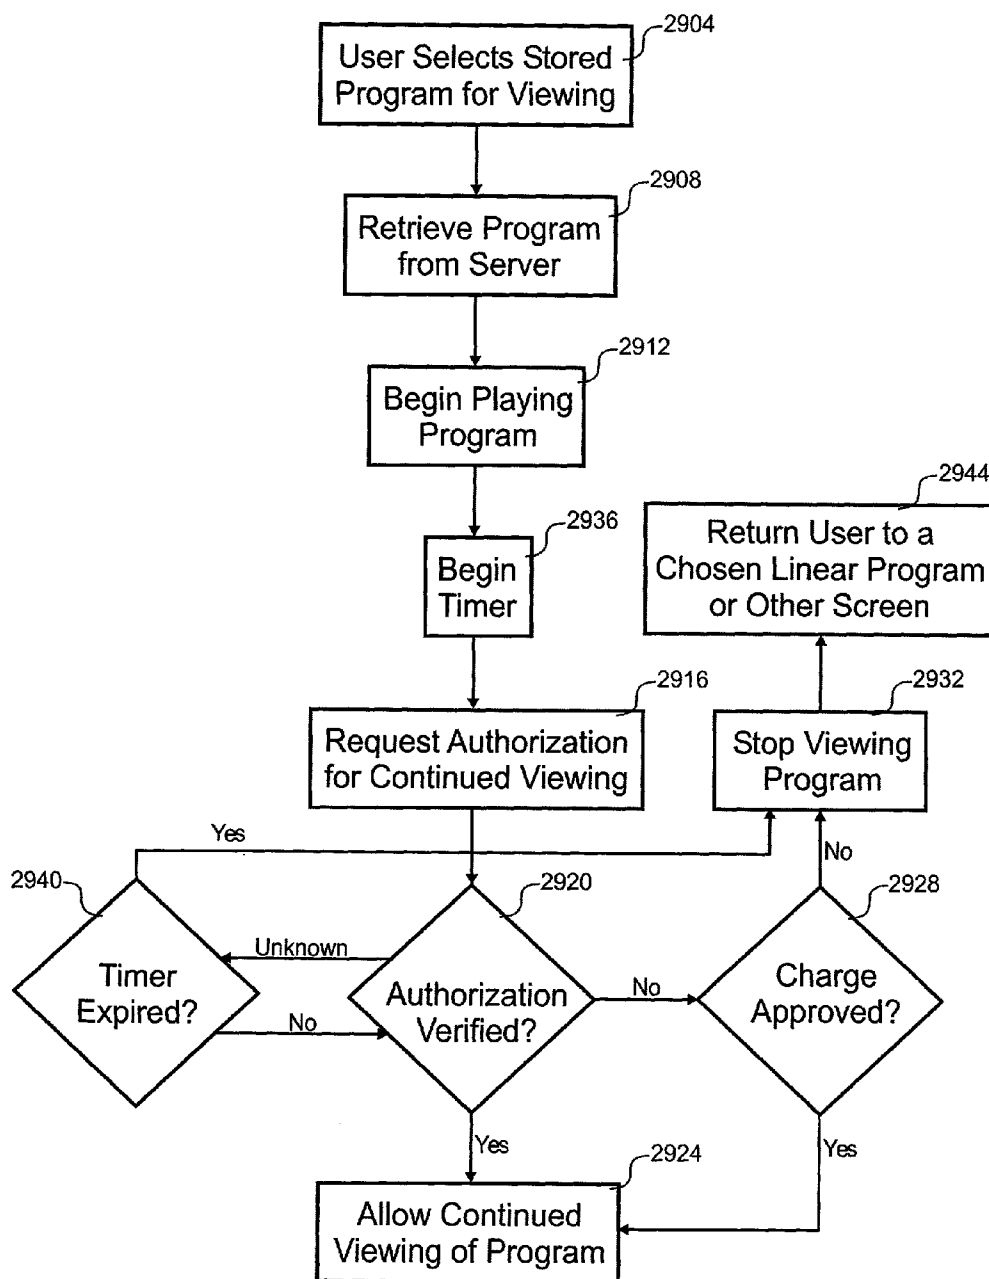 2904
User Selects Stored
Program for Viewing
2908
Retrieve Program
from Server
2912
Begin Playing
Program
2944
Return User to a
Chosen Linear Program
or Other Screen
2936
Begin
Timer
2916
Request Authorization
for Continued Viewing
2932
Stop Viewing
Program
Yes
No
2940
Timer
Expired?
2920
Authorization
Verified?
2928
Charge
Approved?
Unknown
No
No
Yes
Yes
2924
Allow Continued
Viewing of Program